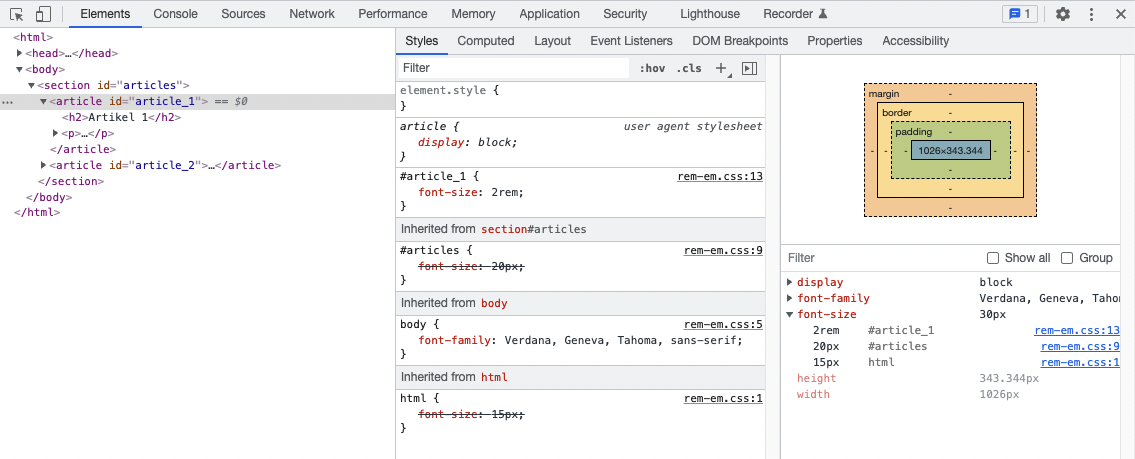 Elements Console Sources Network Performance Memory Application Security Lighthouse Recorder 1
<html>
<head>…</head>
<body>
<section id="articles">
<article id="article_1"> == $0
<h2>Artikel 1</h2>
<p>…</p>
</article>
<article id="article_2">…</article>
</section>
</body>
</html>
Styles Computed Layout Event Listeners DOM Breakpoints Properties Accessibility
Filter :hov .cls
element.style {
}
article { user agent stylesheet
display: block;
}
#article_1 { rem-em.css:13
font-size: 2rem;
}
Inherited from section#articles
#articles { rem-em.css:9
font-size: 20px;
}
Inherited from body
body { rem-em.css:5
font-family: Verdana, Geneva, Tahoma, sans-serif;
}
Inherited from html
html { rem-em.css:1
font-size: 15px;
}
margin -
border -
padding -
- - - 1026×343.344 - - -
-
-
-
Filter Show all Group
display block
font-family Verdana, Geneva, Tahom
font-size 30px
2rem #article_1 rem-em.css:13
20px #articles rem-em.css:9
15px html rem-em.css:1
height 343.344px
width 1026px